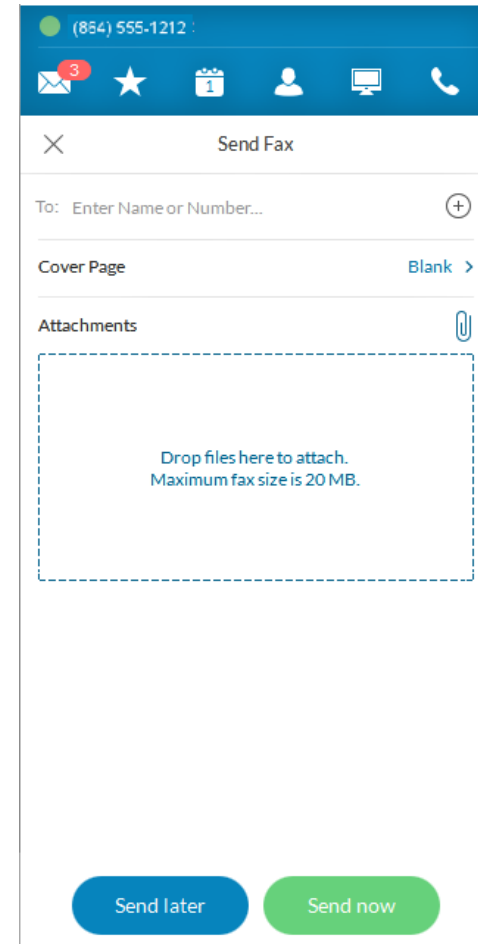 (864) 555-1212
3
1
Send Fax
To: Enter Name or Number...
Cover Page Blank >
Attachments
Drop files here to attach.
Maximum fax size is 20 MB.
Send later Send now